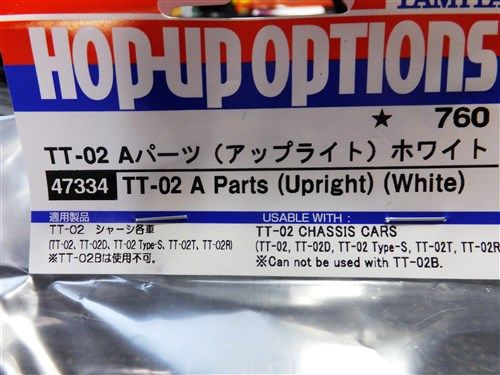 TAMIYA
HOP-UP OPTIONS
★ 760
TT-02 Aパーツ（アップライト）ホワイト
47334 TT-02 A Parts (Upright) (White)
適用製品
TT-02 シャーシ各車
(TT-02, TT-02D, TT-02 Type-S, TT-02T, TT-02R)
※TT-02Bは使用不可。
USABLE WITH :
TT-02 CHASSIS CARS
(TT-02, TT-02D, TT-02 Type-S, TT-02T, TT-02R
※Can not be used with TT-02B.